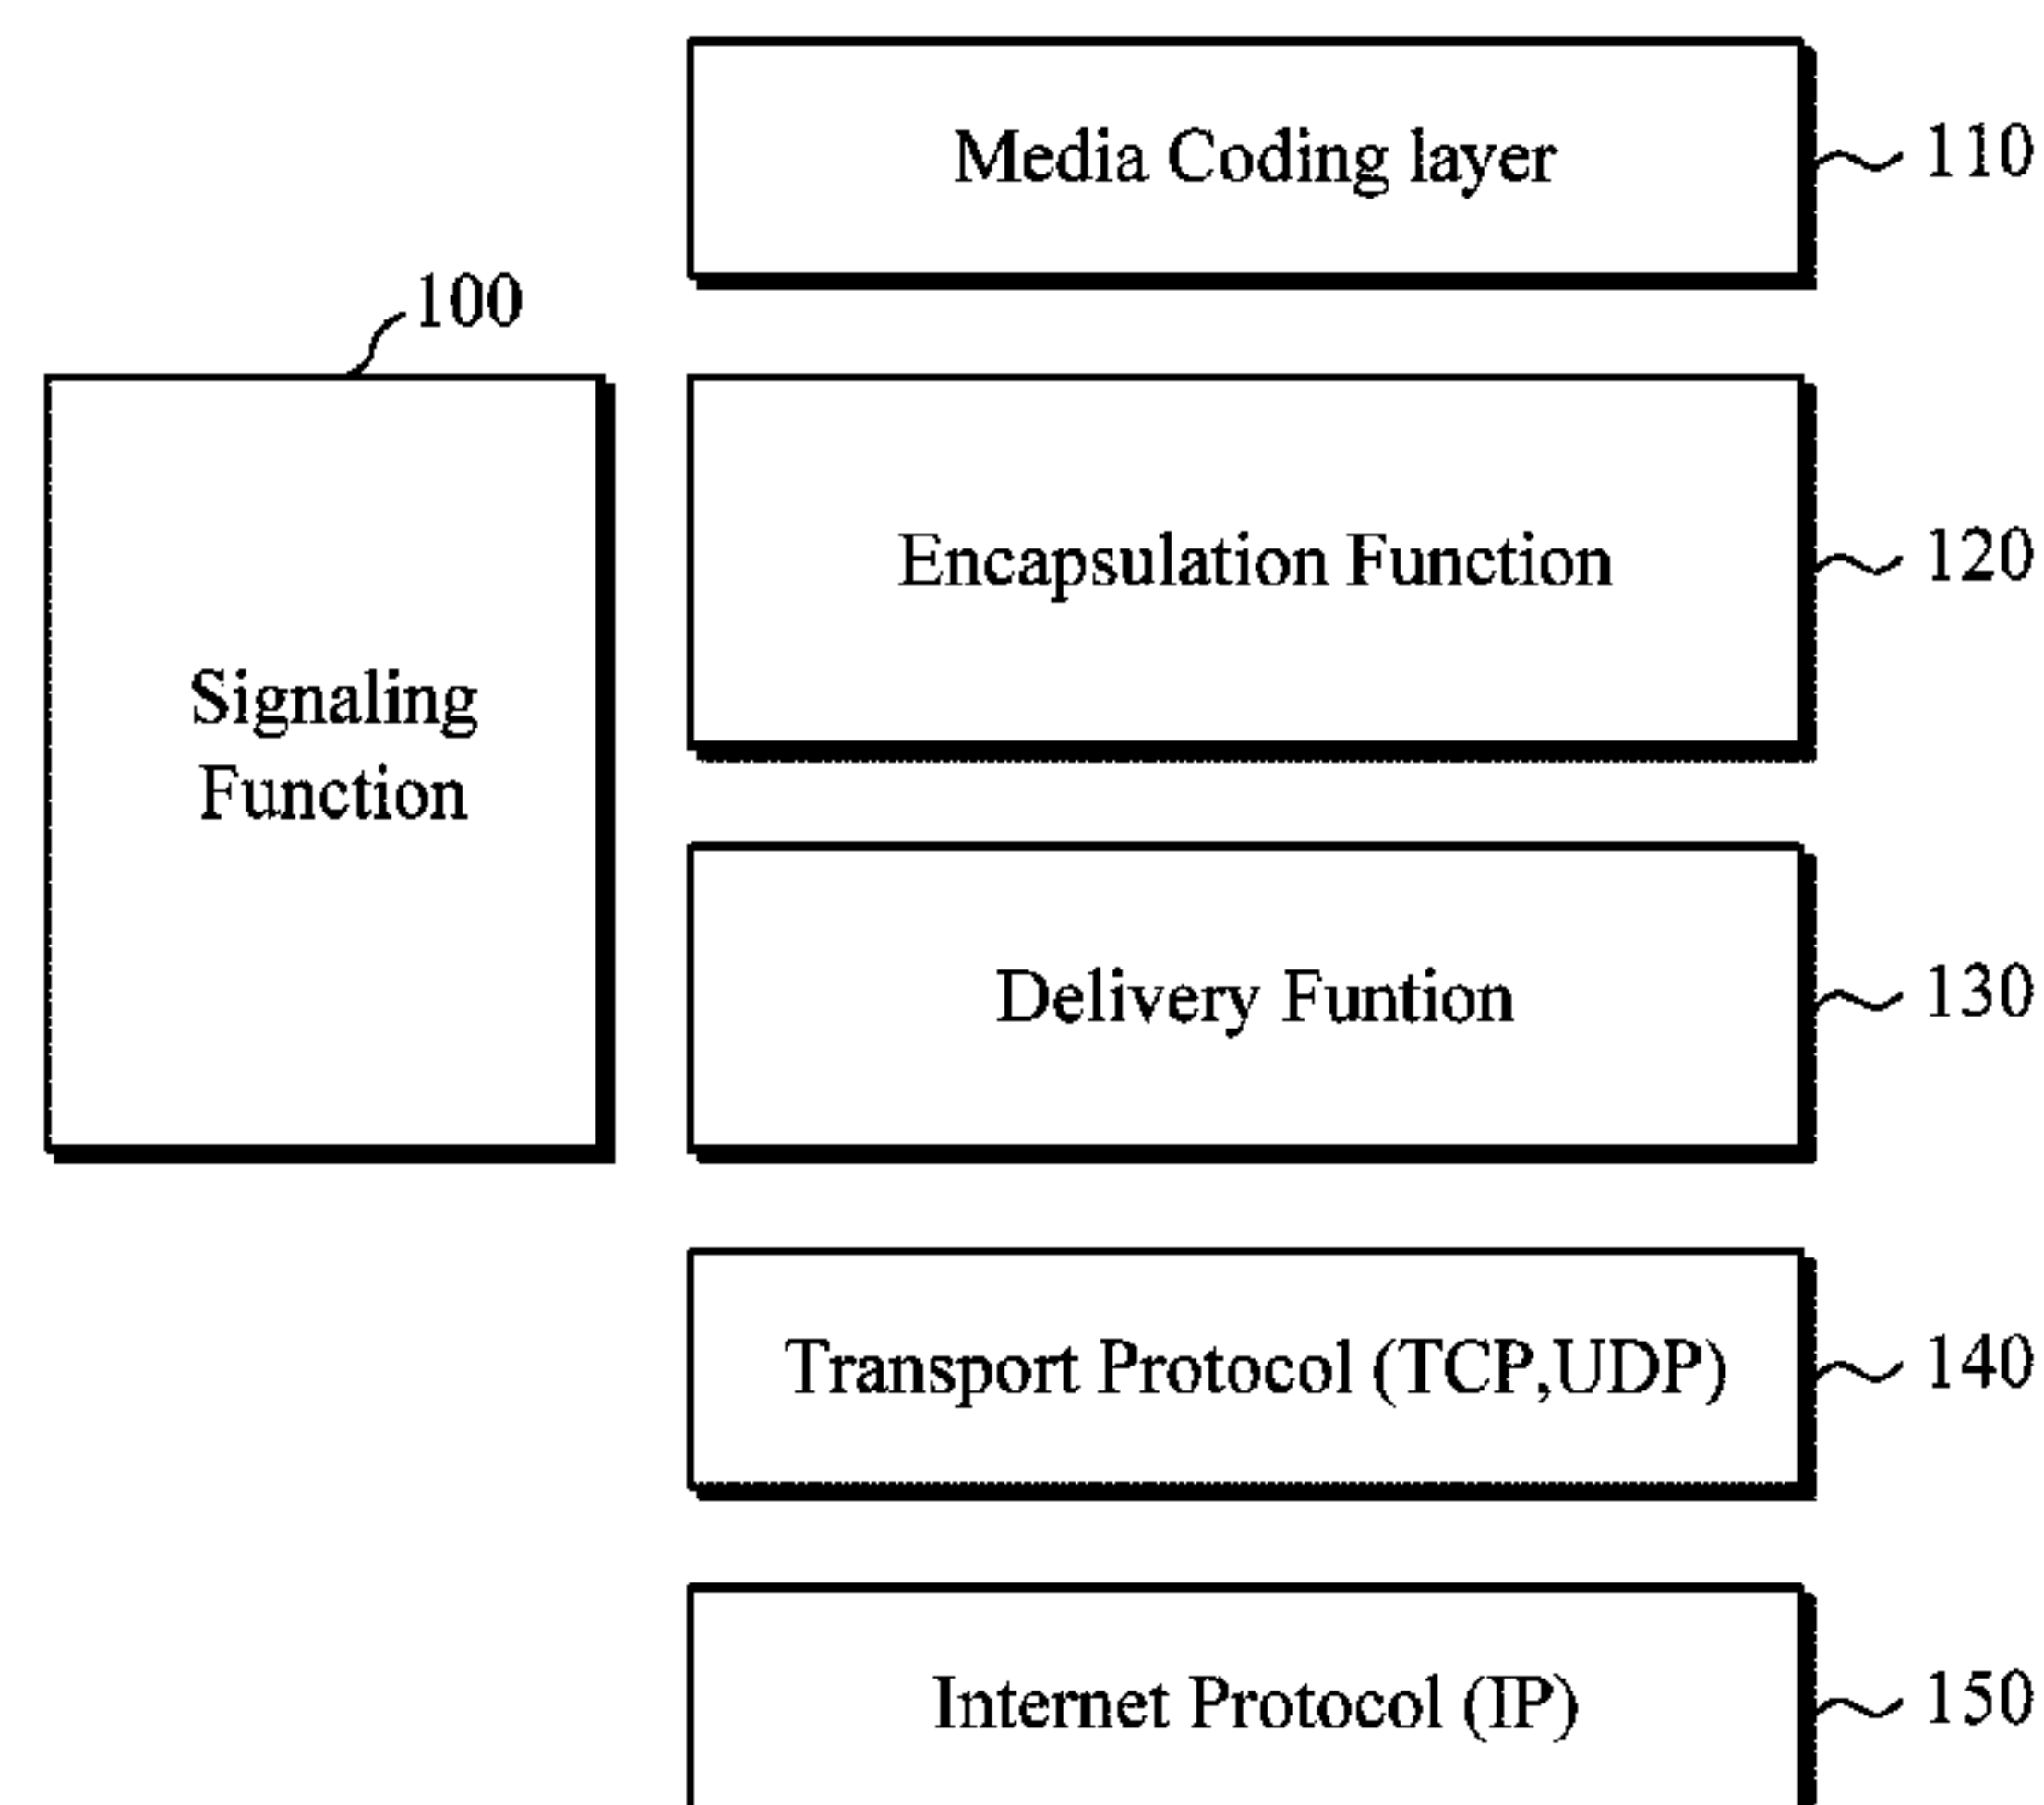 Media Coding layer
110
100
Signaling
Function
Encapsulation Function
120
Delivery Funtion
130
Transport Protocol (TCP,UDP)
140
Internet Protocol (IP)
150